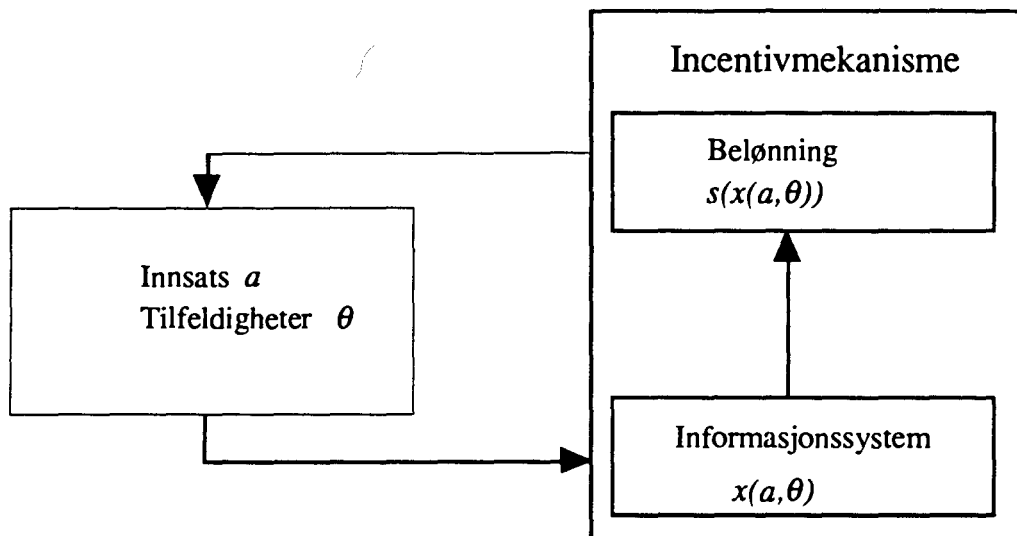 Incentivmekanisme
Belønning
s(x(a,θ))
Innsats a
Tilfeldigheter θ
Informasjonssystem
x(a,θ)